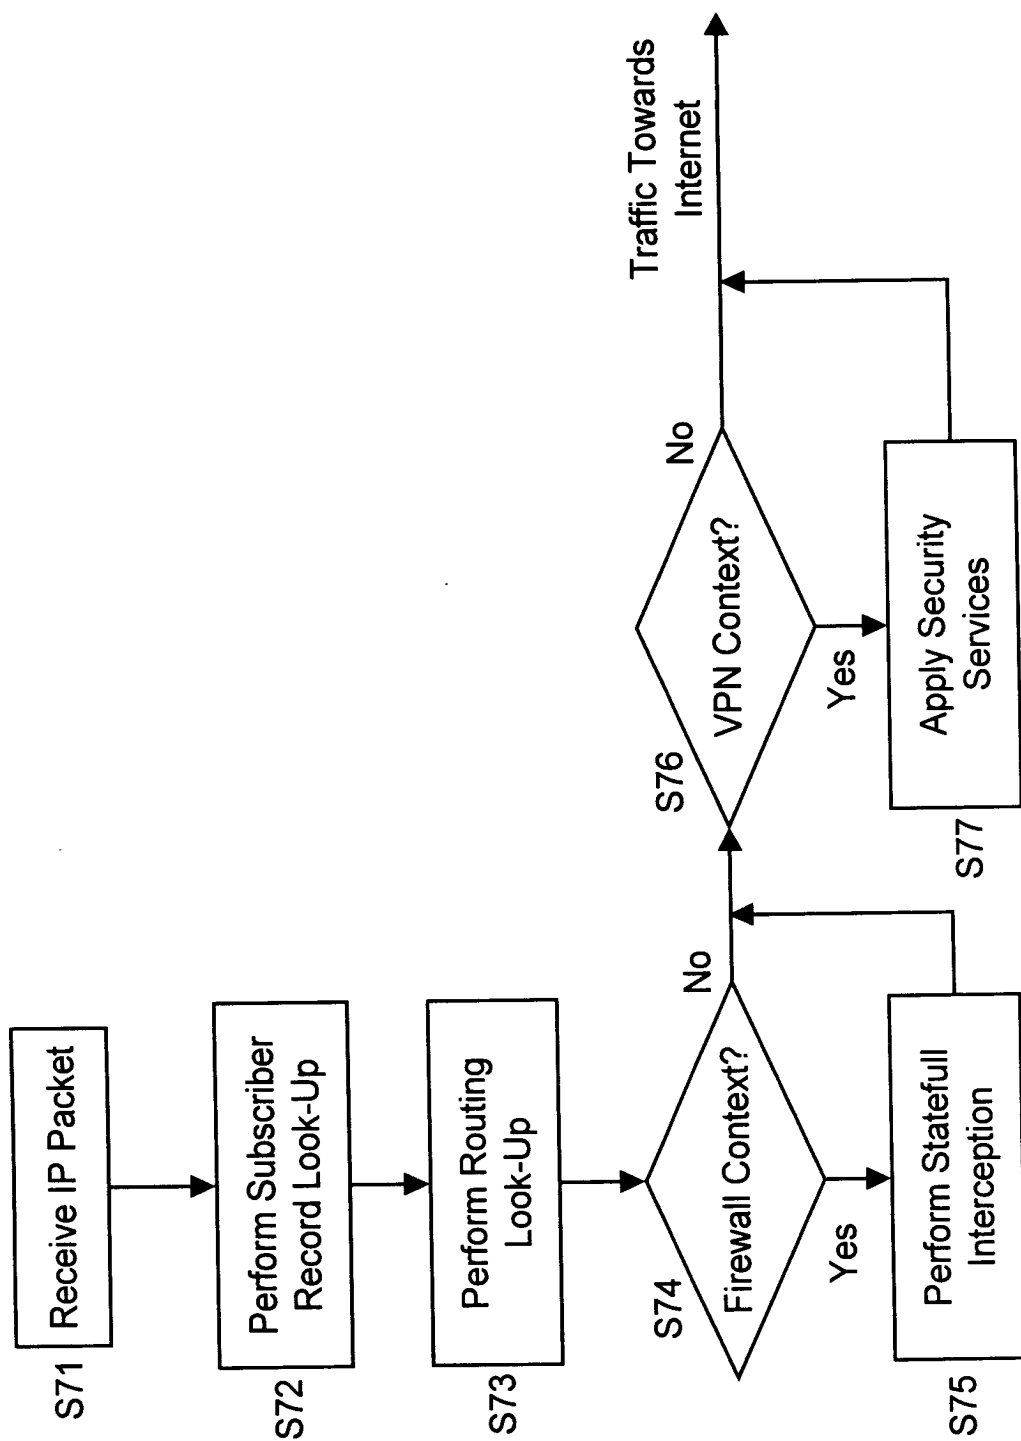 S71
Receive IP Packet
S72
Perform Subscriber
Record Look-Up
S73
Perform Routing
Look-Up
S74
Firewall Context?
No
Yes
S75
Perform Statefull
Interception
S76
VPN Context?
No
Yes
S77
Apply Security
Services
Traffic Towards
Internet